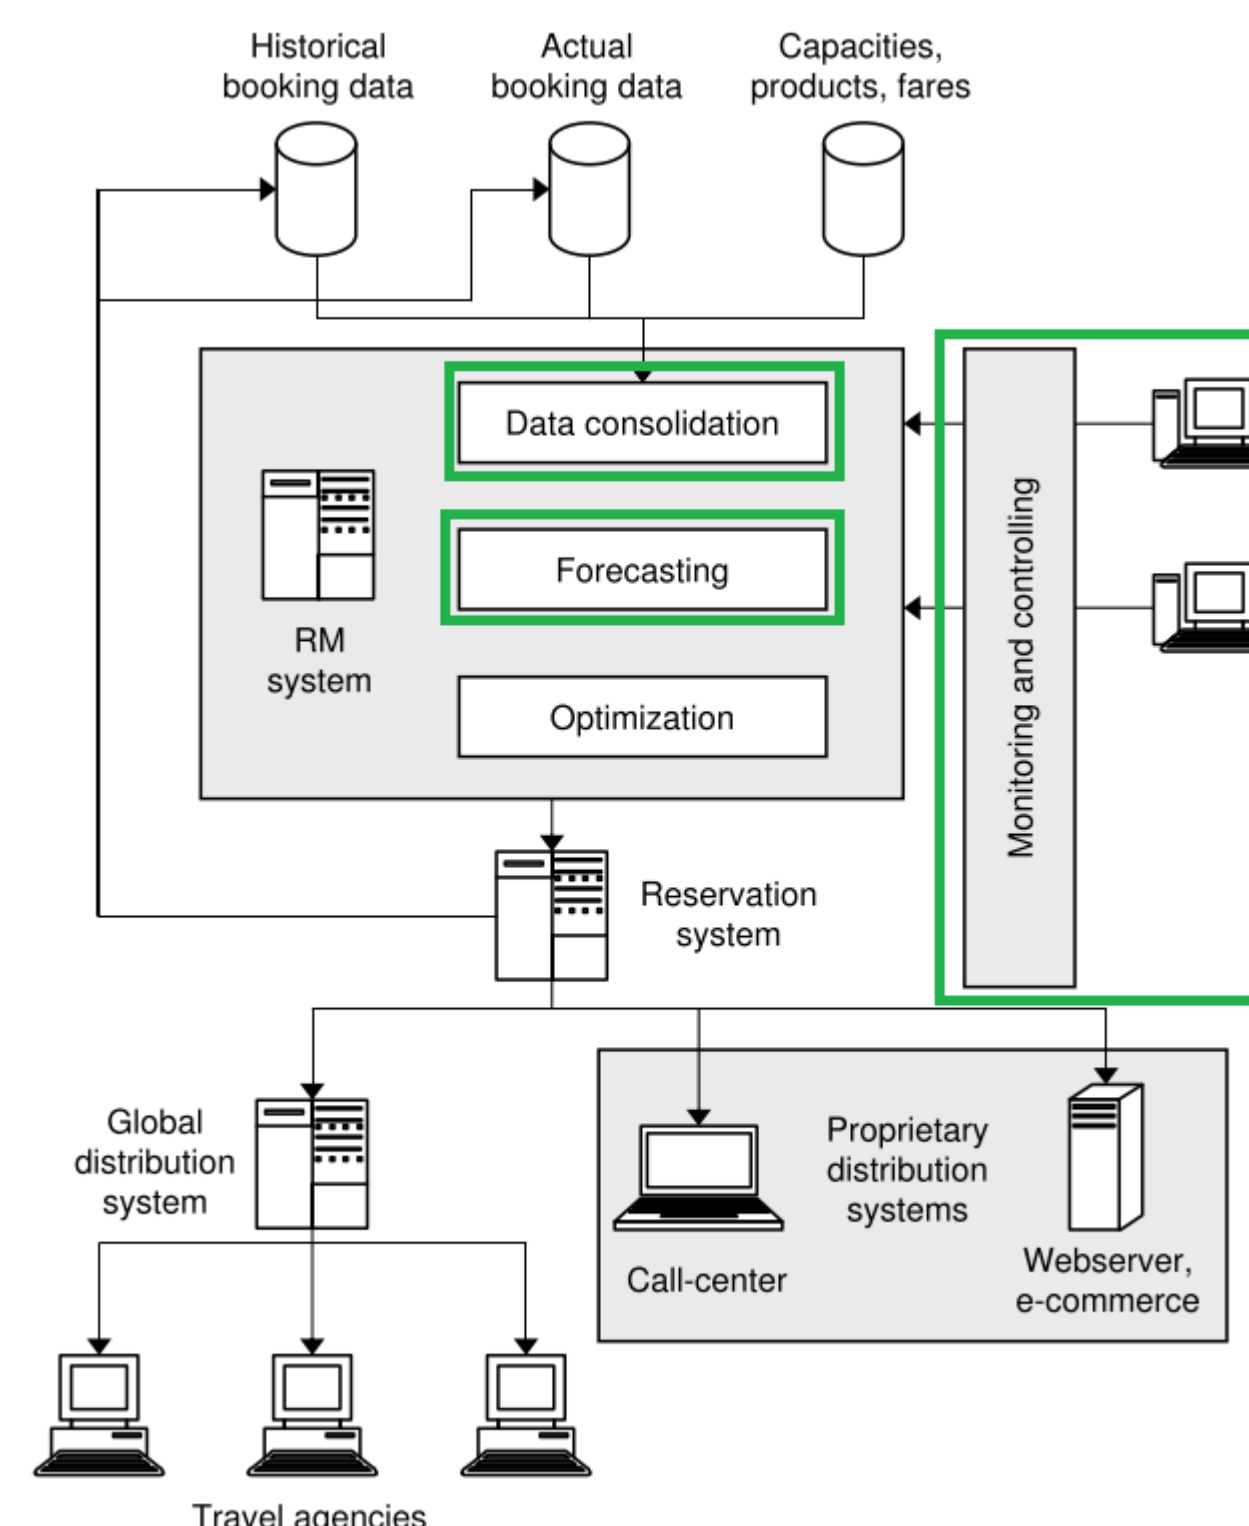 Historical
booking data
Actual
booking data
Capacities,
products, fares
Data consolidation
Forecasting
RM
system
Optimization
Monitoring and controlling
Reservation
system
Global
distribution
system
Proprietary
distribution
systems
Call-center
Webserver,
e-commerce
Travel agencies